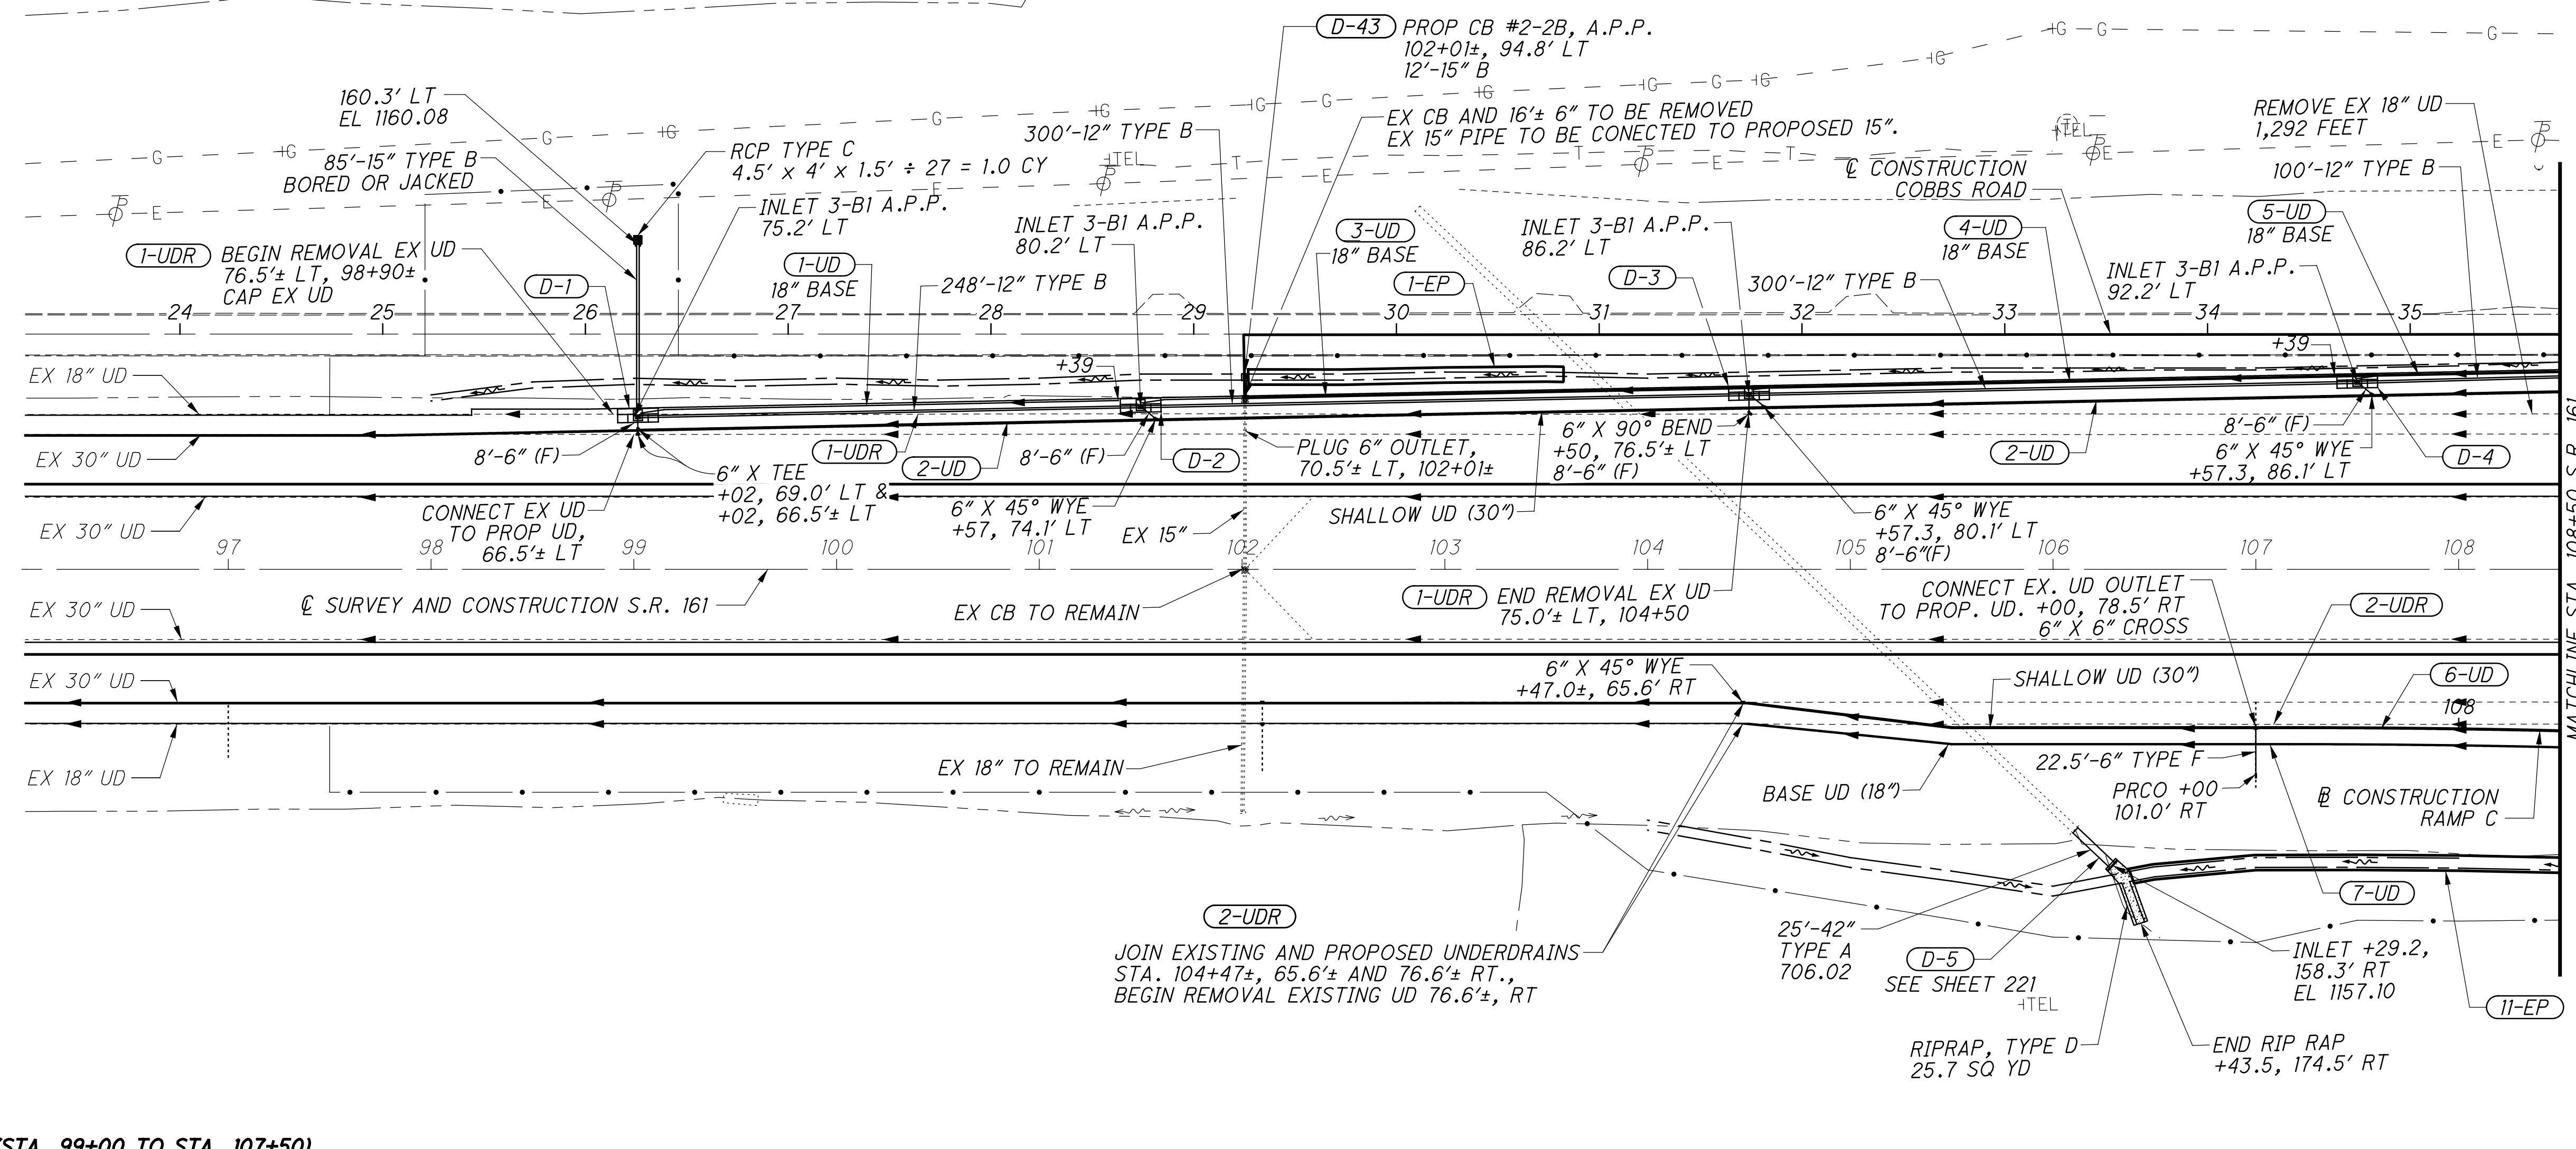 D-43 PROP CB #2-2B, A.P.P.
102+01±, 94.8' LT
12'-15" B
160.3' LT
EL 1160.08
85'-15" TYPE B
BORED OR JACKED
RCP TYPE C
4.5' x 4' x 1.5' ÷ 27 = 1.0 CY
300'-12" TYPE B
EX CB AND 16'± 6" TO BE REMOVED
EX 15" PIPE TO BE CONECTED TO PROPOSED 15".
REMOVE EX 18" UD
1,292 FEET
100'-12" TYPE B
℄ CONSTRUCTION
COBBS ROAD
INLET 3-B1 A.P.P.
75.2' LT
INLET 3-B1 A.P.P.
80.2' LT
3-UD
18" BASE
INLET 3-B1 A.P.P.
86.2' LT
4-UD
18" BASE
5-UD
18" BASE
1-UDR BEGIN REMOVAL EX UD
76.5'± LT, 98+90±
CAP EX UD
D-1
1-UD
18" BASE
248'-12" TYPE B
1-EP
D-3
300'-12" TYPE B
INLET 3-B1 A.P.P.
92.2' LT
24 25 26 27 28 29 30 31 32 33 34 35
+39
+39
EX 18" UD
EX 30" UD
8'-6" (F)
1-UDR
2-UD
8'-6" (F)
D-2
PLUG 6" OUTLET,
70.5'± LT, 102+01±
6" X 90° BEND
+50, 76.5'± LT
8'-6" (F)
2-UD
8'-6" (F)
6" X 45° WYE
+57.3, 86.1' LT
D-4
6" X TEE
+02, 69.0' LT &
+02, 66.5'± LT
CONNECT EX UD
TO PROP UD,
66.5'± LT
6" X 45° WYE
+57, 74.1' LT
EX 15"
SHALLOW UD (30")
6" X 45° WYE
+57.3, 80.1' LT
8'-6"(F)
EX 30" UD
97 98 99 100 101 102 103 104 105 106 107 108
MATCHLINE STA. 108+50 S.R. 161
EX 30" UD
℄ SURVEY AND CONSTRUCTION S.R. 161
EX CB TO REMAIN
1-UDR END REMOVAL EX UD
75.0'± LT, 104+50
CONNECT EX. UD OUTLET
TO PROP. UD. +00, 78.5' RT
6" X 6" CROSS
2-UDR
EX 30" UD
6" X 45° WYE
+47.0±, 65.6' RT
SHALLOW UD (30")
6-UD
108
EX 18" UD
EX 18" TO REMAIN
BASE UD (18")
22.5'-6" TYPE F
PRCO +00
101.0' RT
℄ CONSTRUCTION
RAMP C
2-UDR
JOIN EXISTING AND PROPOSED UNDERDRAINS
STA. 104+47±, 65.6'± AND 76.6'± RT.,
BEGIN REMOVAL EXISTING UD 76.6'±, RT
25'-42"
TYPE A
706.02
D-5
SEE SHEET 221
TEL
7-UD
INLET +29.2,
158.3' RT
EL 1157.10
11-EP
RIPRAP, TYPE D
25.7 SQ YD
END RIP RAP
+43.5, 174.5' RT
(STA. 99+00 TO STA. 107+50)